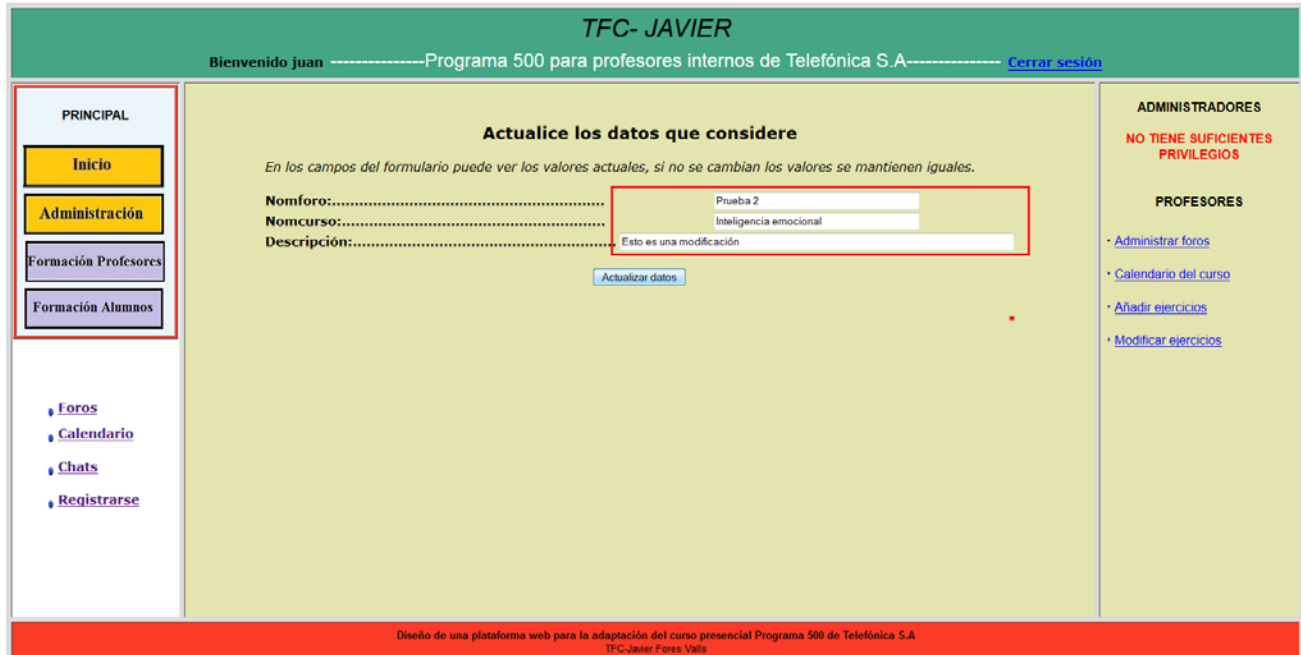 TFC- JAVIER
Bienvenido juan ---------------Programa 500 para profesores internos de Telefónica S.A--------------- Cerrar sesión
PRINCIPAL
Inicio
Administración
Formación Profesores
Formación Alumnos
Foros
Calendario
Chats
Registrarse
Actualice los datos que considere
En los campos del formulario puede ver los valores actuales, si no se cambian los valores se mantienen iguales.
Nomforo:............................................................ Prueba 2
Nomcurso:.......................................................... Inteligencia emocional
Descripción:.......................................................... Esto es una modificación
Actualizar datos
ADMINISTRADORES
NO TIENE SUFICIENTES
PRIVILEGIOS
PROFESORES
· Administrar foros
· Calendario del curso
· Añadir ejercicios
· Modificar ejercicios
Diseño de una plataforma web para la adaptación del curso presencial Programa 500 de Telefónica S.A
TFC-Javier Fores Valls